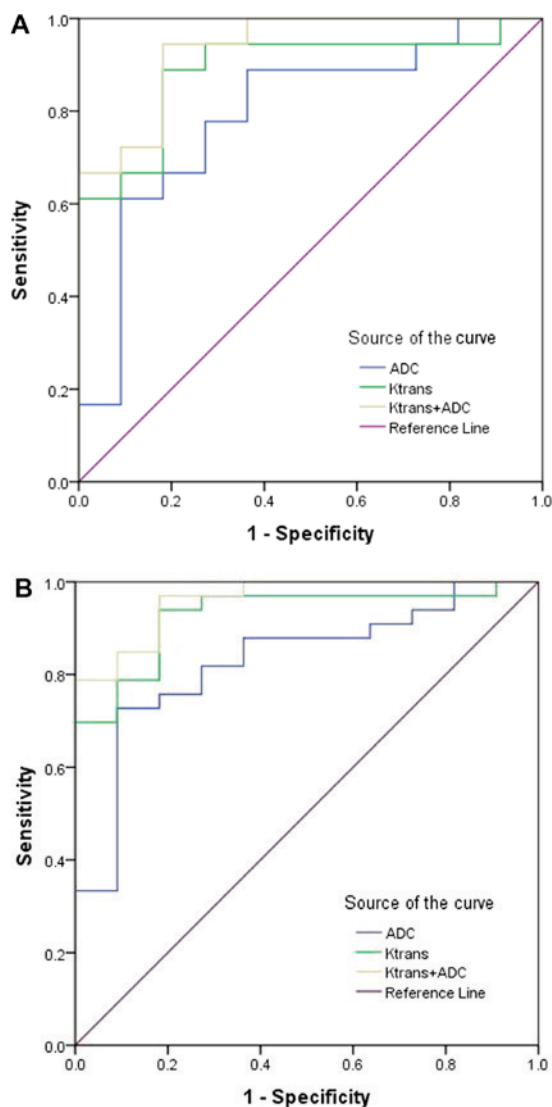 A
1.0
0.8
0.6
0.4
0.2
0.0
Sensitivity
Source of the curve
ADC
Ktrans
Ktrans+ADC
Reference Line
0.0 0.2 0.4 0.6 0.8 1.0
1 - Specificity
B
1.0
0.8
0.6
0.4
0.2
0.0
Sensitivity
Source of the curve
ADC
Ktrans
Ktrans+ADC
Reference Line
0.0 0.2 0.4 0.6 0.8 1.0
1 - Specificity